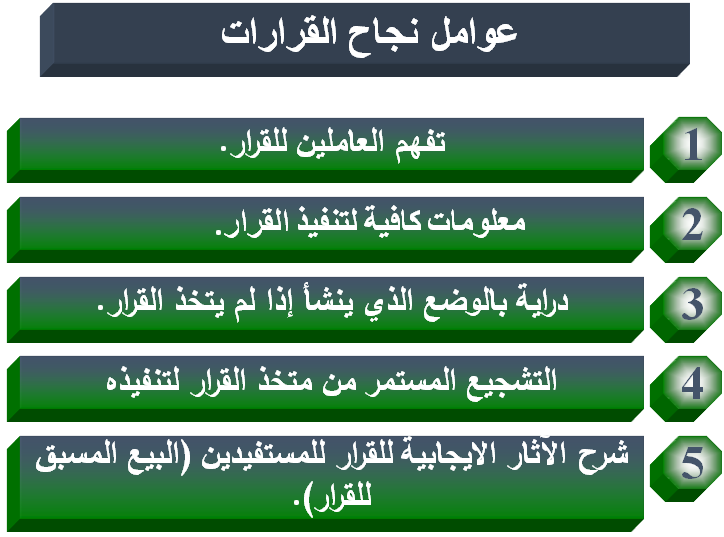 عوامل نجاح القرارات
1 تفهم العاملين للقرار.
2 معلومات كافية لتنفيذ القرار.
3 دراية بالوضع الذي ينشأ إذا لم يتخذ القرار.
4 التشجيع المستمر من متخذ القرار لتنفيذه
5 شرح الآثار الايجابية للقرار للمستفيدين (البيع المسبق
للقرار).